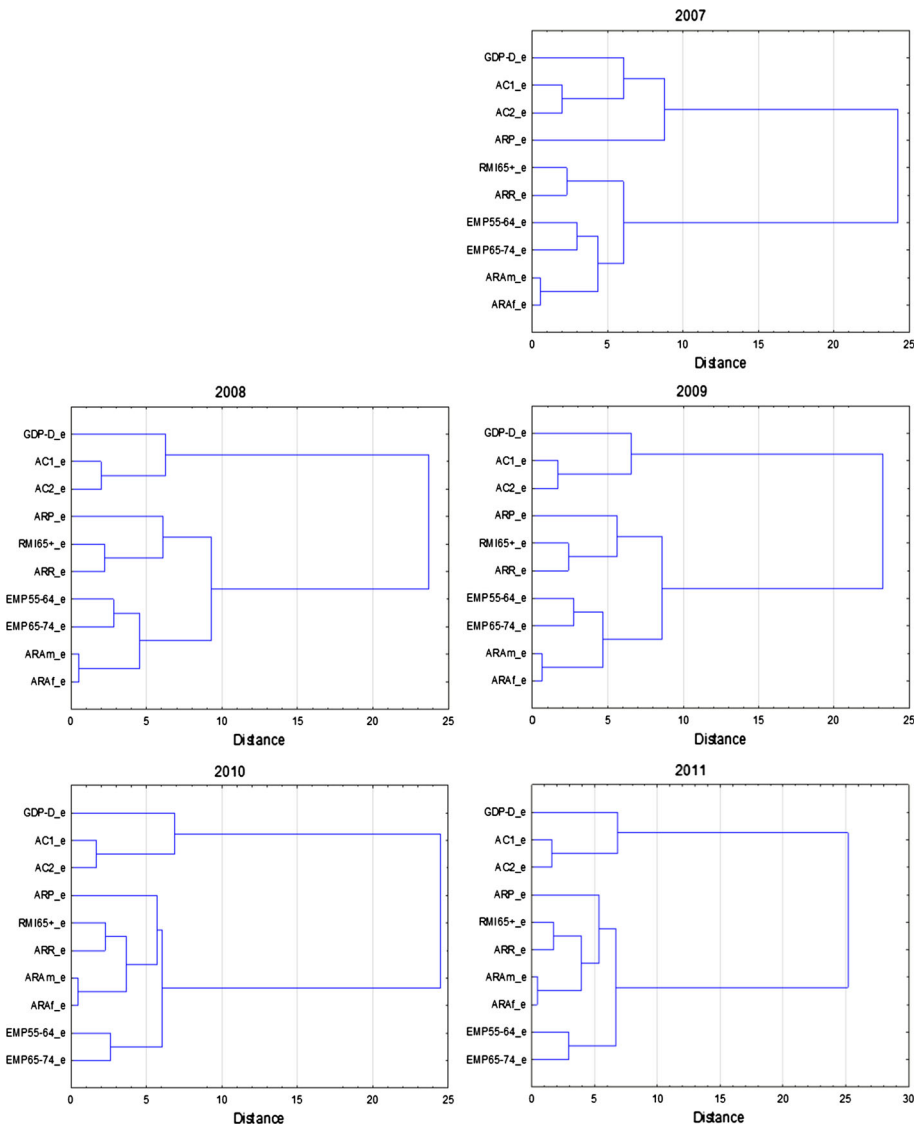 2007
GDP-D_e
AC1_e
AC2_e
ARP_e
RMI65+_e
ARR_e
EMP55-64_e
EMP65-74_e
ARAm_e
ARAf_e
0 5 10 15 20 25
Distance
2008
GDP-D_e
AC1_e
AC2_e
ARP_e
RMI65+_e
ARR_e
EMP55-64_e
EMP65-74_e
ARAm_e
ARAf_e
0 5 10 15 20 25
Distance
2009
GDP-D_e
AC1_e
AC2_e
ARP_e
RMI65+_e
ARR_e
EMP55-64_e
EMP65-74_e
ARAm_e
ARAf_e
0 5 10 15 20 25
Distance
2010
GDP-D_e
AC1_e
AC2_e
ARP_e
RMI65+_e
ARR_e
ARAm_e
ARAf_e
EMP55-64_e
EMP65-74_e
0 5 10 15 20 25
Distance
2011
GDP-D_e
AC1_e
AC2_e
ARP_e
RMI65+_e
ARR_e
ARAm_e
ARAf_e
EMP55-64_e
EMP65-74_e
0 5 10 15 20 25 30
Distance